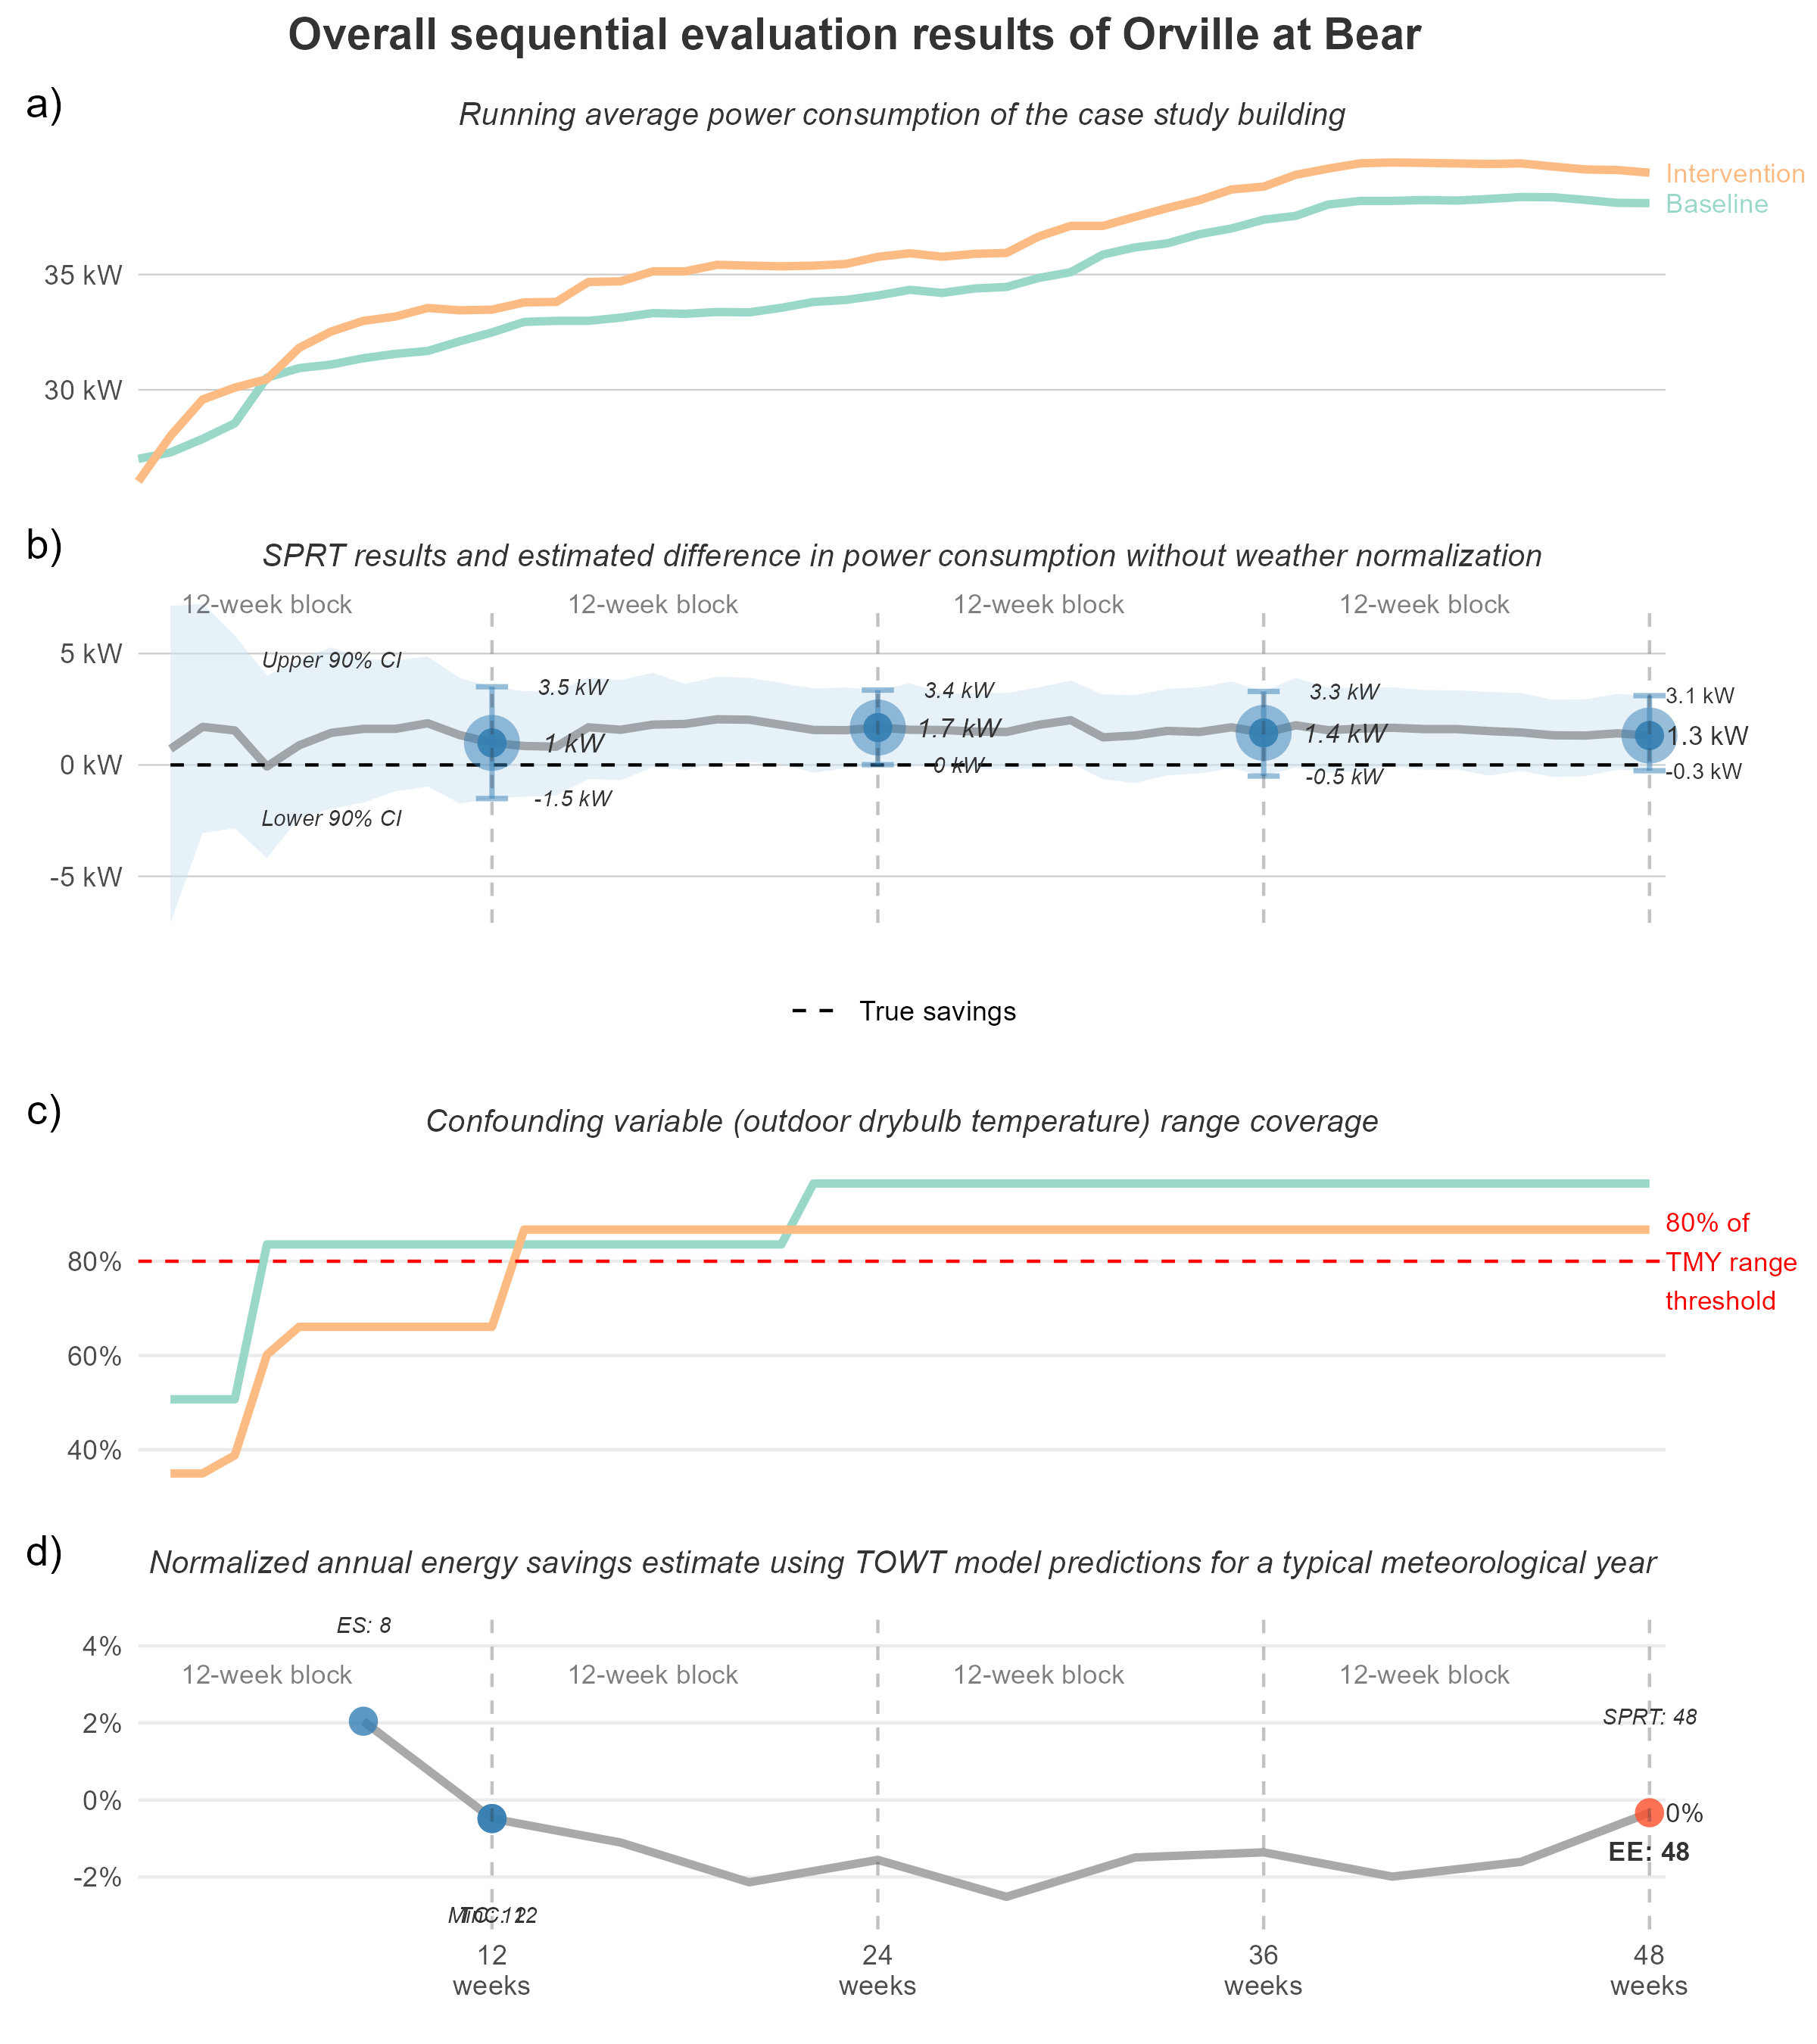 Overall sequential evaluation results of Orville at Bear
a)
Running average power consumption of the case study building
Intervention
Baseline
35 kW
30 kW
b)
SPRT results and estimated difference in power consumption without weather normalization
12-week block
12-week block
12-week block
12-week block
5 kW
Upper 90% CI
3.5 kW
3.4 kW
3.3 kW
3.1 kW
1 kW
1.7 kW
1.4 kW
1.3 kW
0 kW
0 kW
-0.5 kW
-0.3 kW
-1.5 kW
Lower 90% CI
-5 kW
True savings
c)
Confounding variable (outdoor drybulb temperature) range coverage
80% of
TMY range
threshold
80%
60%
40%
d)
Normalized annual energy savings estimate using TOWT model predictions for a typical meteorological year
ES: 8
4%
12-week block
12-week block
12-week block
12-week block
2%
SPRT: 48
0%
0%
EE: 48
-2%
12
weeks
24
weeks
36
weeks
48
weeks